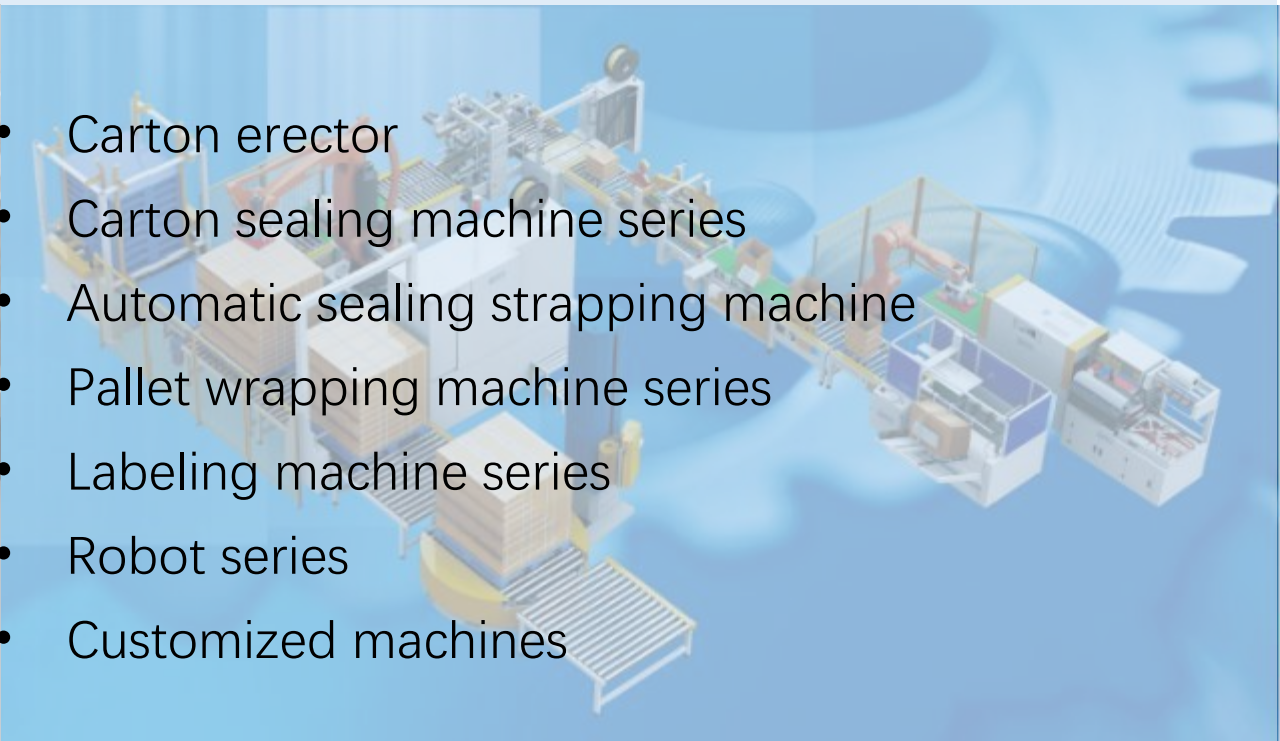 • Carton erector
• Carton sealing machine series
• Automatic sealing strapping machine
• Pallet wrapping machine series
• Labeling machine series
• Robot series
• Customized machines